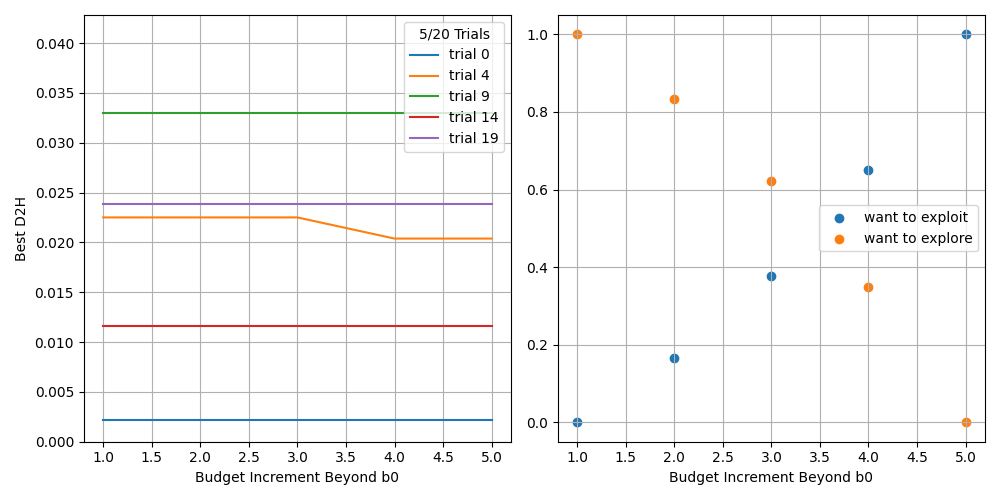 5/20 Trials
trial 0
trial 4
trial 9
trial 14
trial 19
0.040
0.035
0.030
0.025
0.020
0.015
0.010
0.005
0.000
Best D2H
1.0 1.5 2.0 2.5 3.0 3.5 4.0 4.5 5.0
Budget Increment Beyond b0
1.0
0.8
0.6
0.4
0.2
0.0
want to exploit
want to explore
1.0 1.5 2.0 2.5 3.0 3.5 4.0 4.5 5.0
Budget Increment Beyond b0